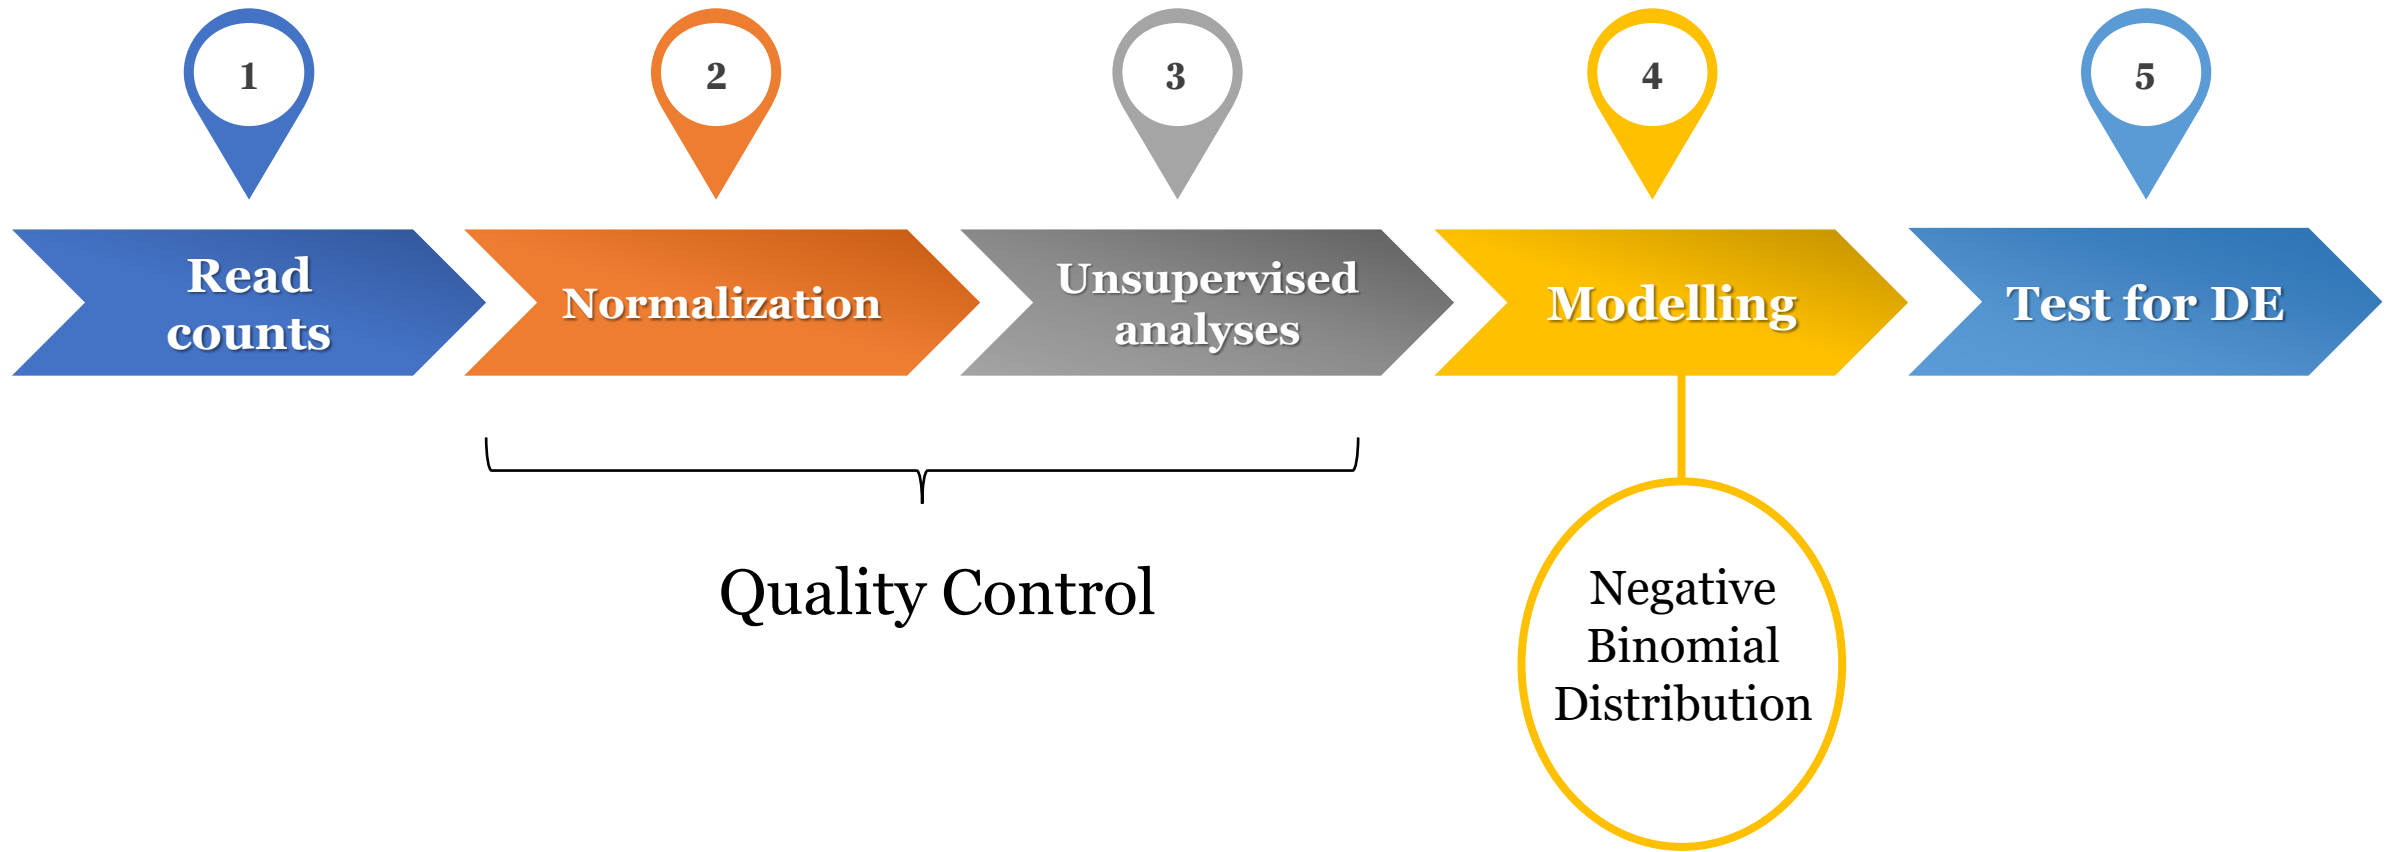 1
2
3
4
5
Read
counts
Normalization
Unsupervised
analyses
Modelling
Test for DE
Quality Control
Negative
Binomial
Distribution